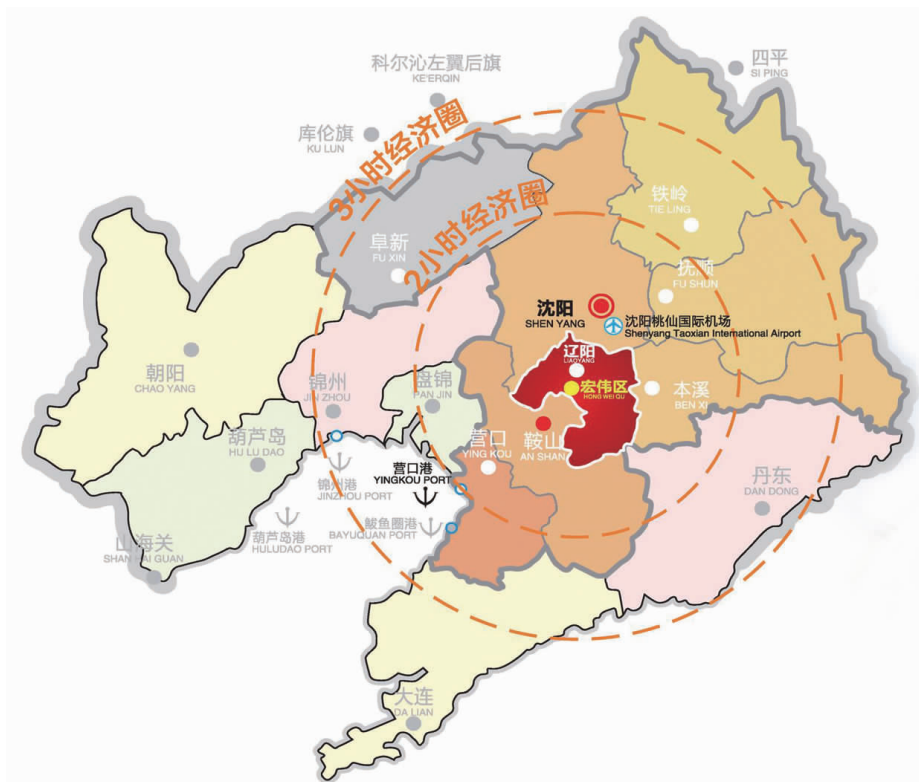 四平
SI PING
科尔沁左翼后旗
KE'ERQIN
库伦旗
KU LUN
3小时经济圈
2小时经济圈
铁岭
TIE LING
阜新
FU XIN
抚顺
FU SHUN
沈阳
SHEN YANG
沈阳桃仙国际机场
Shenyang Taoxian International Airport
辽阳
LIAOYANG
朝阳
CHAO YANG
锦州
JIN ZHOU
盘锦
PAN JIN
宏伟区
HONG WEI QU
本溪
BEN XI
葫芦岛
HU LU DAO
营口
YING KOU
鞍山
AN SHAN
营口港
YINGKOU PORT
锦州港
JINZHOU PORT
丹东
DAN DONG
葫芦岛港
HULUDAO PORT
鲅鱼圈港
BAYUQUAN PORT
山海关
SHAN HAI GUAN
大连
DA LIAN